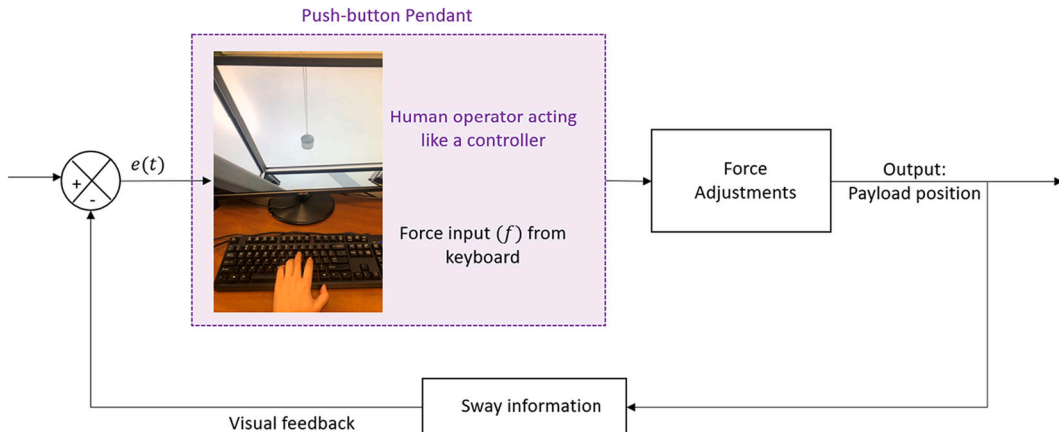 Push-button Pendant
Human operator acting
like a controller
e(t)
+
-
Force input (f) from
keyboard
Force
Adjustments
Output:
Payload position
Sway information
Visual feedback